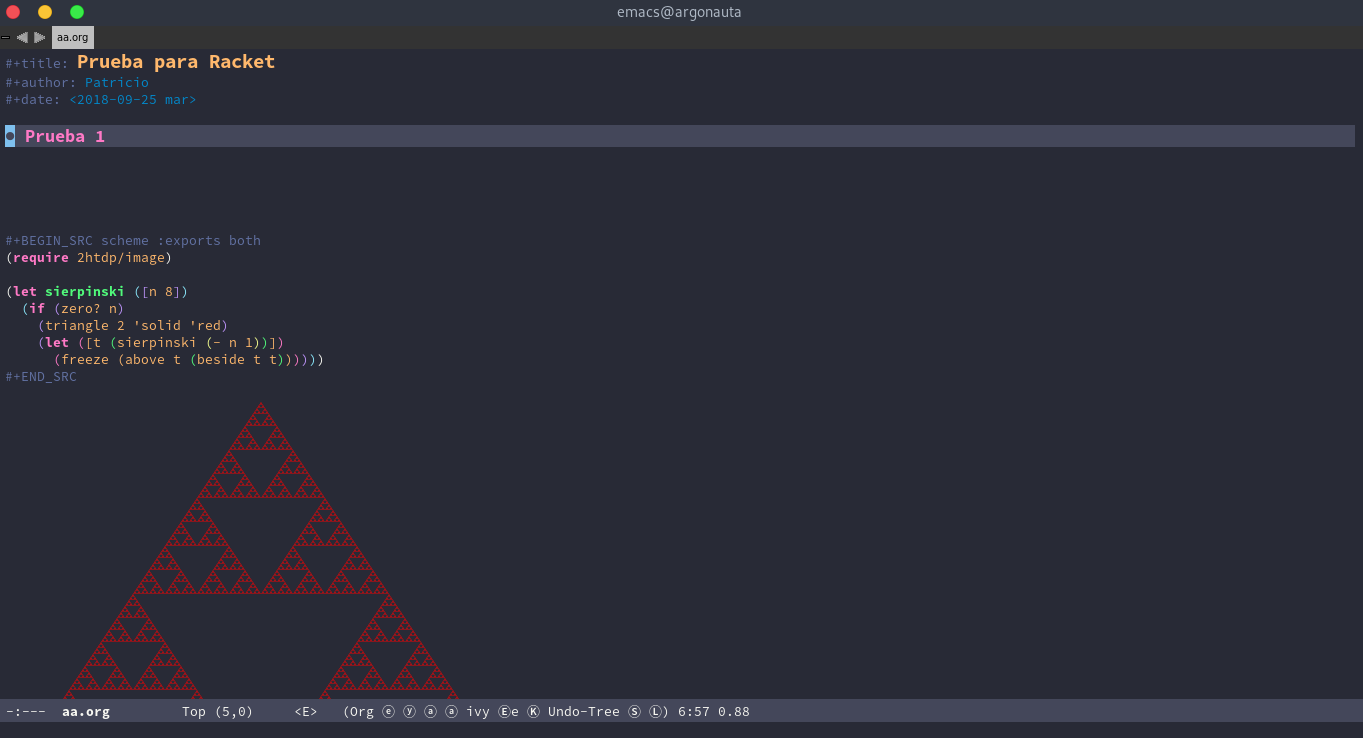 emacs@argonauta
aa.org
#+title: Prueba para Racket
#+author: Patricio
#+date: <2018-09-25 mar>
● Prueba 1
#+BEGIN_SRC scheme :exports both
(require 2htdp/image)
(let sierpinski ([n 8])
  (if (zero? n)
    (triangle 2 'solid 'red)
    (let ([t (sierpinski (- n 1))])
      (freeze (above t (beside t t))))))
#+END_SRC
-:--- aa.org Top (5,0) <E> (Org ⓔ ⓨ ⓐ ⓐ ivy Ⓔe Ⓚ Undo-Tree Ⓢ Ⓛ) 6:57 0.88